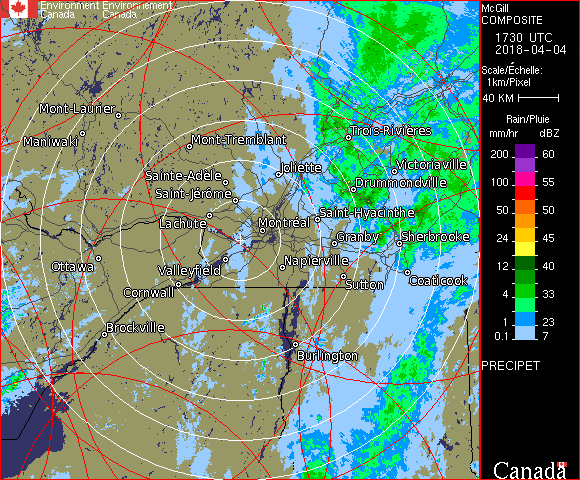 Environment Environnement
Canada Canada
McGill
COMPOSITE
1730 UTC
2018-04-04
Scale/Échelle:
1km/Pixel
40 KM
Rain/Pluie
mm/hr dBZ
200 60
100 55
50 50
24 45
12 40
4 33
1 23
0.1 7
PRECIPET
Canada
Mont-Laurier
Maniwaki
Mont-Tremblant
Trois-Rivières
Joliette
Victoriaville
Sainte-Adèle
Drummondville
Saint-Jérôme
Saint-Hyacinthe
Lachute
Montréal
Granby
Sherbrooke
Ottawa
Valleyfield
Napierville
Sutton
Coaticook
Cornwall
Brockville
Burlington